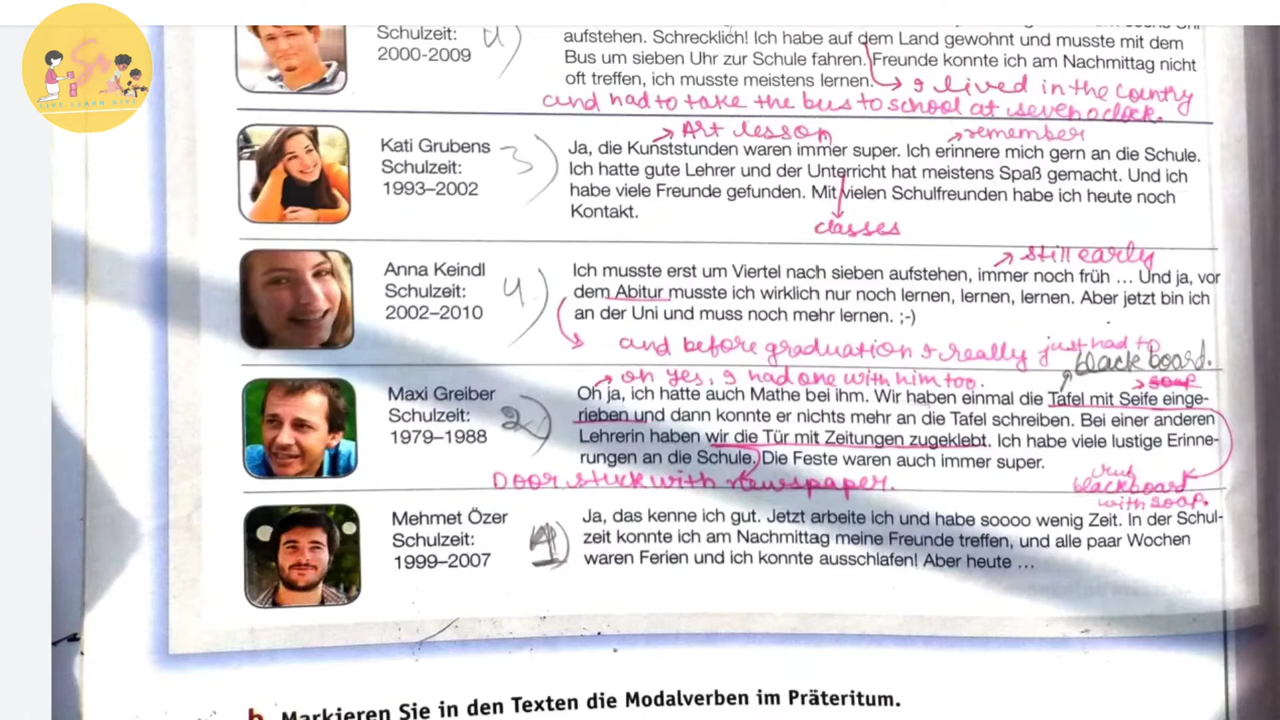 LIVE LEARN GIFT
Schulzeit:
2000-2009
4)
aufstehen. Schrecklich! Ich habe auf dem Land gewohnt und musste mit dem
Bus um sieben Uhr zur Schule fahren. Freunde konnte ich am Nachmittag nicht
oft treffen, ich musste meistens lernen.
I lived in the country
and had to take the bus to school at seven o'clock.
Art lesson
remember
Kati Grubens
Schulzeit:
1993–2002
3)
Ja, die Kunststunden waren immer super. Ich erinnere mich gern an die Schule.
Ich hatte gute Lehrer und der Unterricht hat meistens Spaß gemacht. Und ich
habe viele Freunde gefunden. Mit vielen Schulfreunden habe ich heute noch
Kontakt.
classes
still early
Anna Keindl
Schulzeit:
2002–2010
4.)
Ich musste erst um Viertel nach sieben aufstehen, immer noch früh ... Und ja, vor
dem Abitur musste ich wirklich nur noch lernen, lernen, lernen. Aber jetzt bin ich
an der Uni und muss noch mehr lernen. ;-)
and before graduation I really just had to
blackboard.
oh yes, I had one with him too.
soap
Maxi Greiber
Schulzeit:
1979–1988
2)
Oh ja, ich hatte auch Mathe bei ihm. Wir haben einmal die Tafel mit Seife einge-
rieben und dann konnte er nichts mehr an die Tafel schreiben. Bei einer anderen
Lehrerin haben wir die Tür mit Zeitungen zugeklebt. Ich habe viele lustige Erinne-
rungen an die Schule. Die Feste waren auch immer super.
Door stuck with newspaper.
rub
blackboard
with soap.
Mehmet Özer
Schulzeit:
1999–2007
Ja, das kenne ich gut. Jetzt arbeite ich und habe soooo wenig Zeit. In der Schul-
zeit konnte ich am Nachmittag meine Freunde treffen, und alle paar Wochen
waren Ferien und ich konnte ausschlafen! Aber heute ...
b Markieren Sie in den Texten die Modalverben im Präteritum.